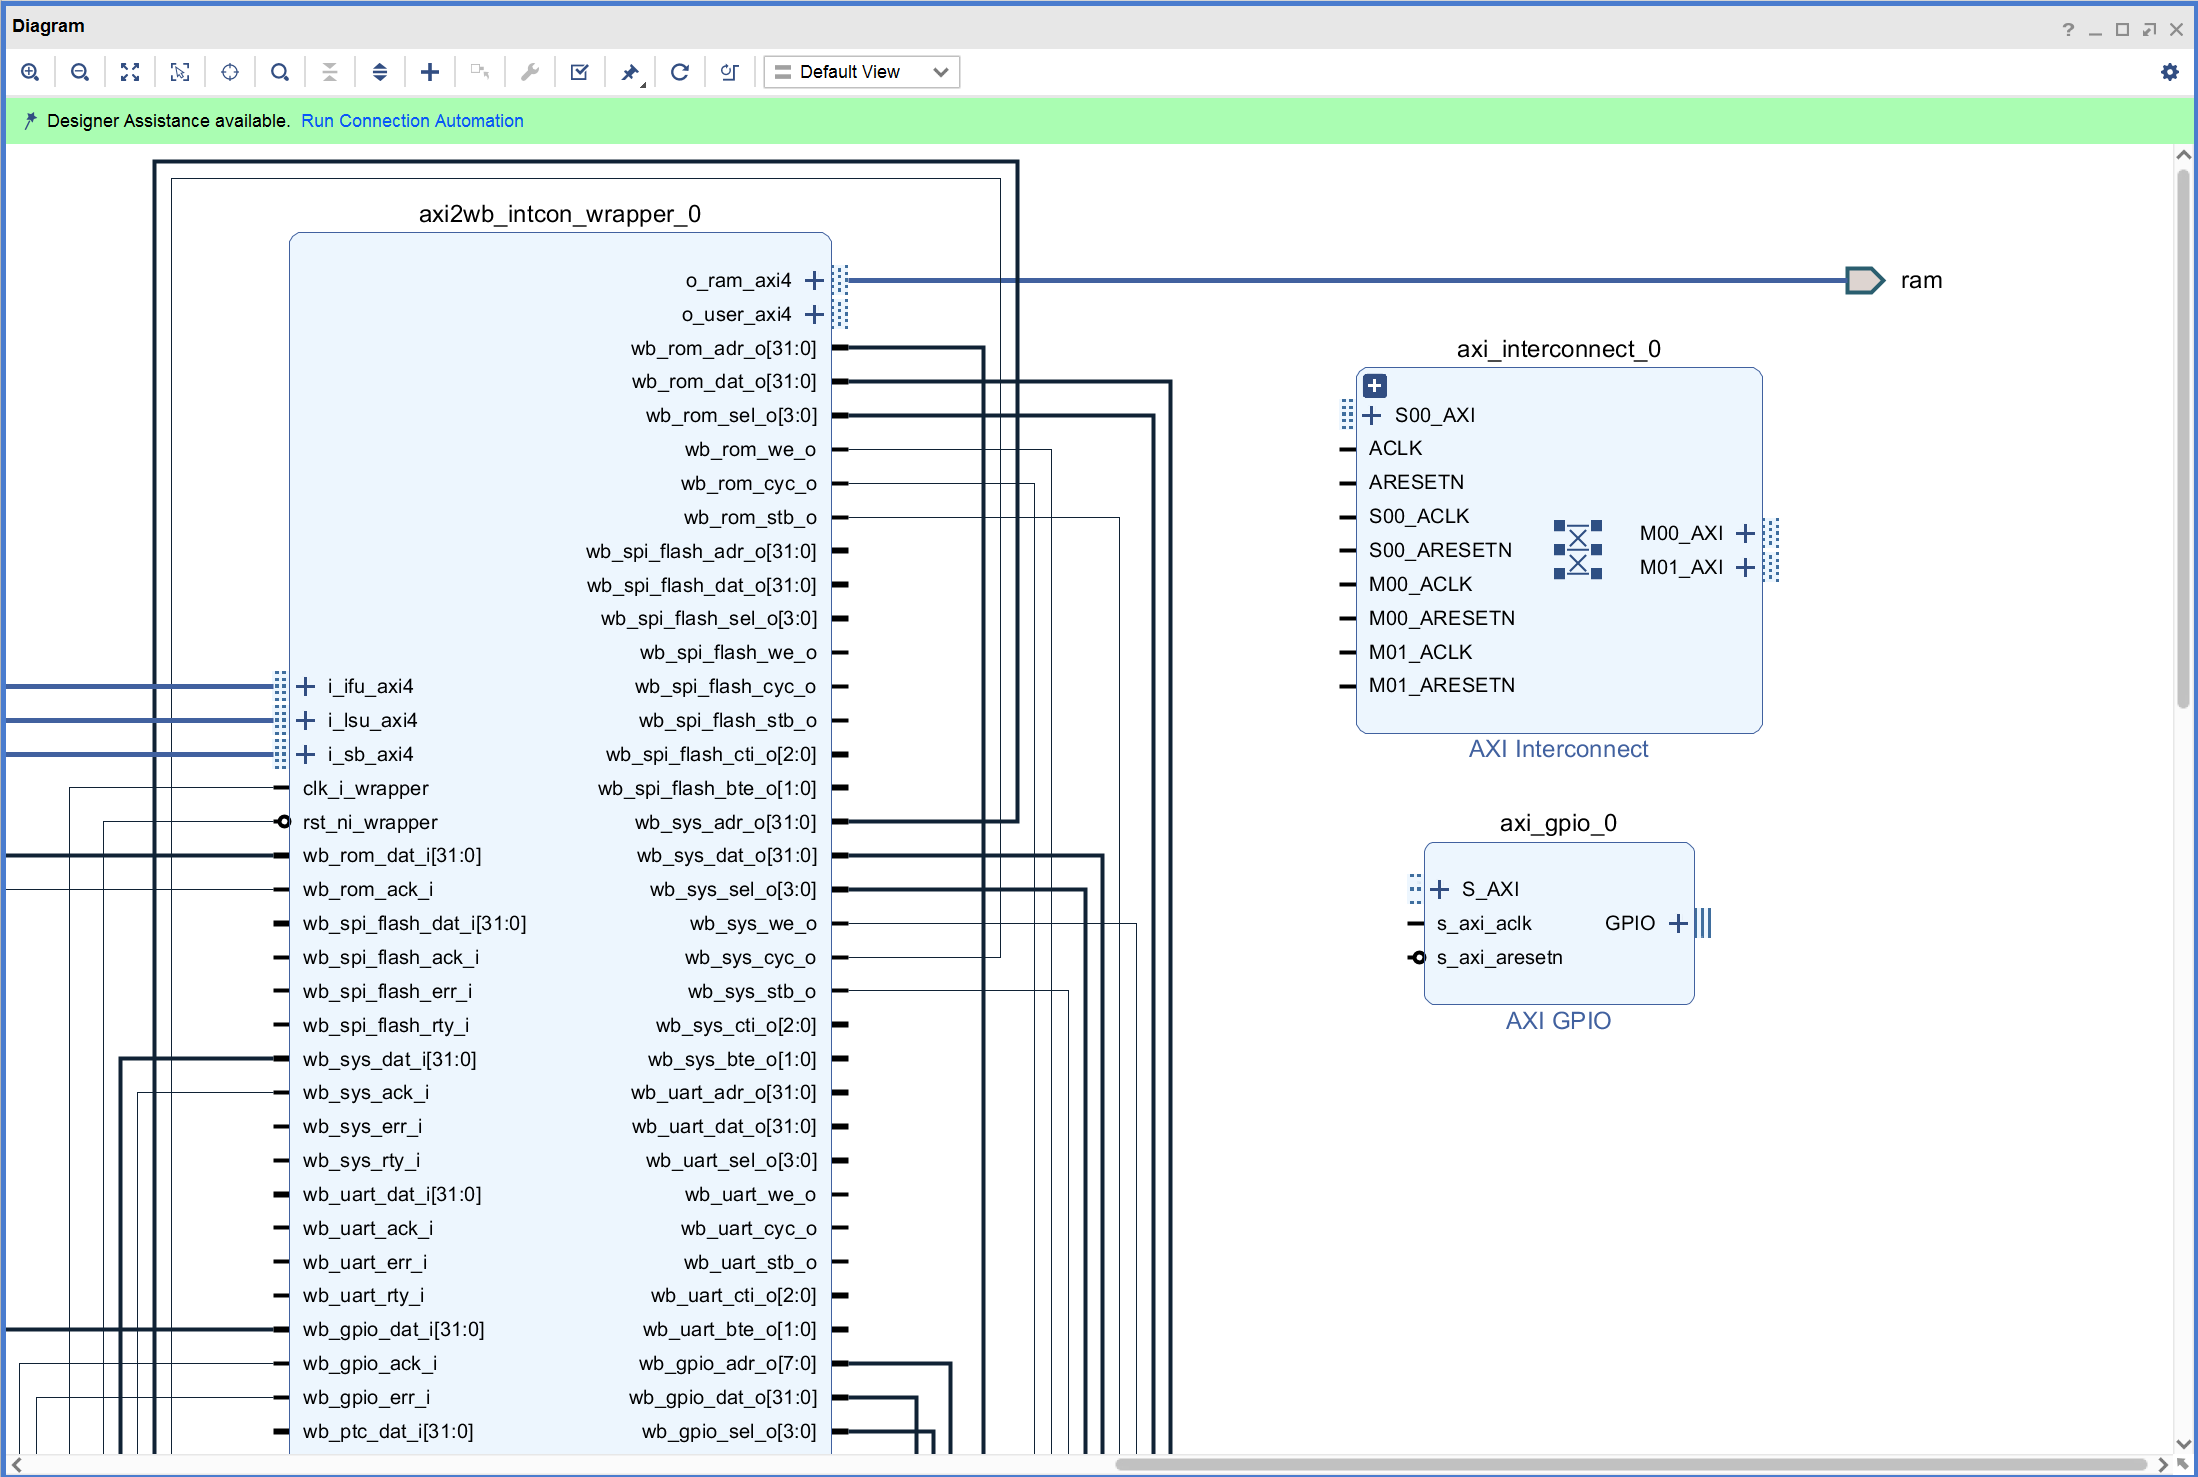 Diagram
?
Default View
Designer Assistance available. Run Connection Automation
axi2wb_intcon_wrapper_0
o_ram_axi4
o_user_axi4
wb_rom_adr_o[31:0]
wb_rom_dat_o[31:0]
wb_rom_sel_o[3:0]
wb_rom_we_o
wb_rom_cyc_o
wb_rom_stb_o
wb_spi_flash_adr_o[31:0]
wb_spi_flash_dat_o[31:0]
wb_spi_flash_sel_o[3:0]
wb_spi_flash_we_o
i_ifu_axi4 wb_spi_flash_cyc_o
i_lsu_axi4 wb_spi_flash_stb_o
i_sb_axi4 wb_spi_flash_cti_o[2:0]
clk_i_wrapper wb_spi_flash_bte_o[1:0]
rst_ni_wrapper wb_sys_adr_o[31:0]
wb_rom_dat_i[31:0] wb_sys_dat_o[31:0]
wb_rom_ack_i wb_sys_sel_o[3:0]
wb_spi_flash_dat_i[31:0] wb_sys_we_o
wb_spi_flash_ack_i wb_sys_cyc_o
wb_spi_flash_err_i wb_sys_stb_o
wb_spi_flash_rty_i wb_sys_cti_o[2:0]
wb_sys_dat_i[31:0] wb_sys_bte_o[1:0]
wb_sys_ack_i wb_uart_adr_o[31:0]
wb_sys_err_i wb_uart_dat_o[31:0]
wb_sys_rty_i wb_uart_sel_o[3:0]
wb_uart_dat_i[31:0] wb_uart_we_o
wb_uart_ack_i wb_uart_cyc_o
wb_uart_err_i wb_uart_stb_o
wb_uart_rty_i wb_uart_cti_o[2:0]
wb_gpio_dat_i[31:0] wb_uart_bte_o[1:0]
wb_gpio_ack_i wb_gpio_adr_o[7:0]
wb_gpio_err_i wb_gpio_dat_o[31:0]
wb_ptc_dat_i[31:0] wb_gpio_sel_o[3:0]
ram
axi_interconnect_0
S00_AXI
ACLK
ARESETN
S00_ACLK
S00_ARESETN M00_AXI
M00_ACLK M01_AXI
M00_ARESETN
M01_ACLK
M01_ARESETN
AXI Interconnect
axi_gpio_0
S_AXI
s_axi_aclk GPIO
s_axi_aresetn
AXI GPIO